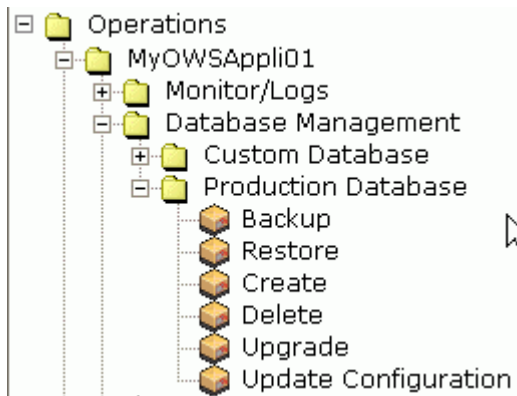 Operations
MyOWSAppli01
Monitor/Logs
Database Management
Custom Database
Production Database
Backup
Restore
Create
Delete
Upgrade
Update Configuration